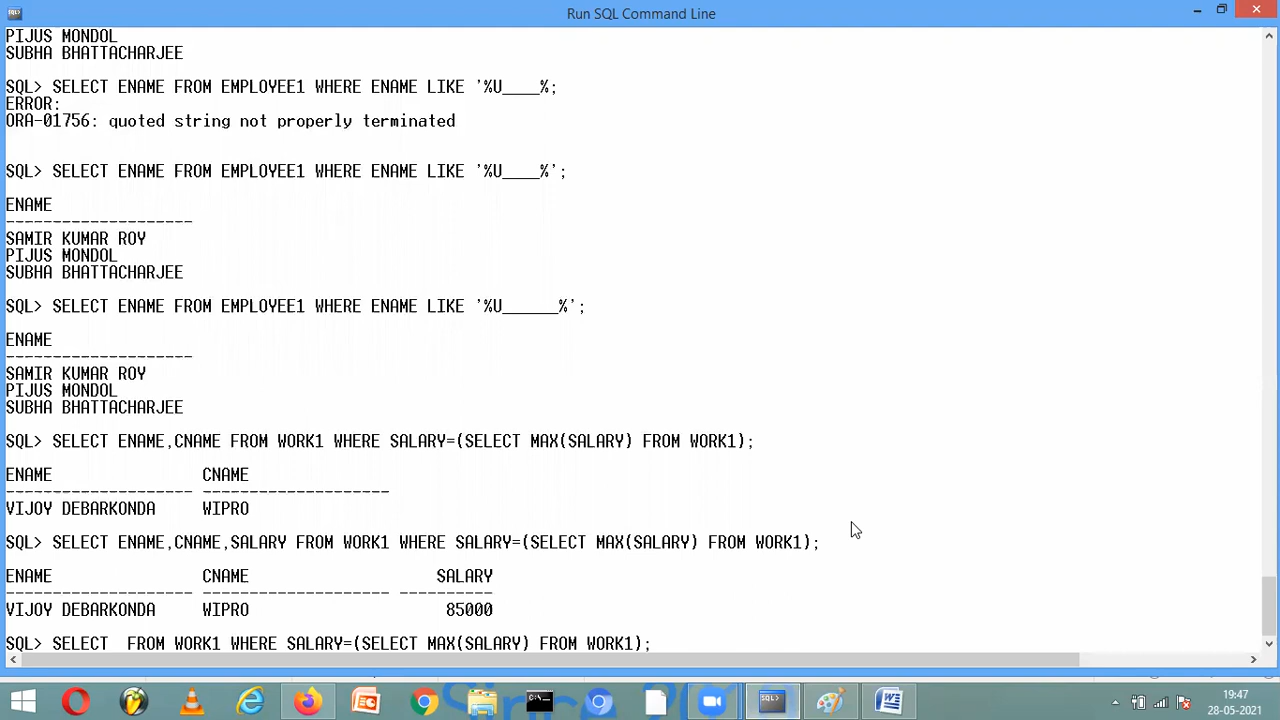 Run SQL Command Line
PIJUS MONDOL
SUBHA BHATTACHARJEE
SQL> SELECT ENAME FROM EMPLOYEE1 WHERE ENAME LIKE '%U____%;
ERROR:
ORA-01756: quoted string not properly terminated
SQL> SELECT ENAME FROM EMPLOYEE1 WHERE ENAME LIKE '%U____%';
ENAME
--------------------
SAMIR KUMAR ROY
PIJUS MONDOL
SUBHA BHATTACHARJEE
SQL> SELECT ENAME FROM EMPLOYEE1 WHERE ENAME LIKE '%U______%';
ENAME
--------------------
SAMIR KUMAR ROY
PIJUS MONDOL
SUBHA BHATTACHARJEE
SQL> SELECT ENAME,CNAME FROM WORK1 WHERE SALARY=(SELECT MAX(SALARY) FROM WORK1);
ENAME CNAME
-------------------- --------------------
VIJOY DEBARKONDA WIPRO
SQL> SELECT ENAME,CNAME,SALARY FROM WORK1 WHERE SALARY=(SELECT MAX(SALARY) FROM WORK1);
ENAME CNAME SALARY
-------------------- -------------------- ----------
VIJOY DEBARKONDA WIPRO 85000
SQL> SELECT  FROM WORK1 WHERE SALARY=(SELECT MAX(SALARY) FROM WORK1);
19:47
28-05-2021